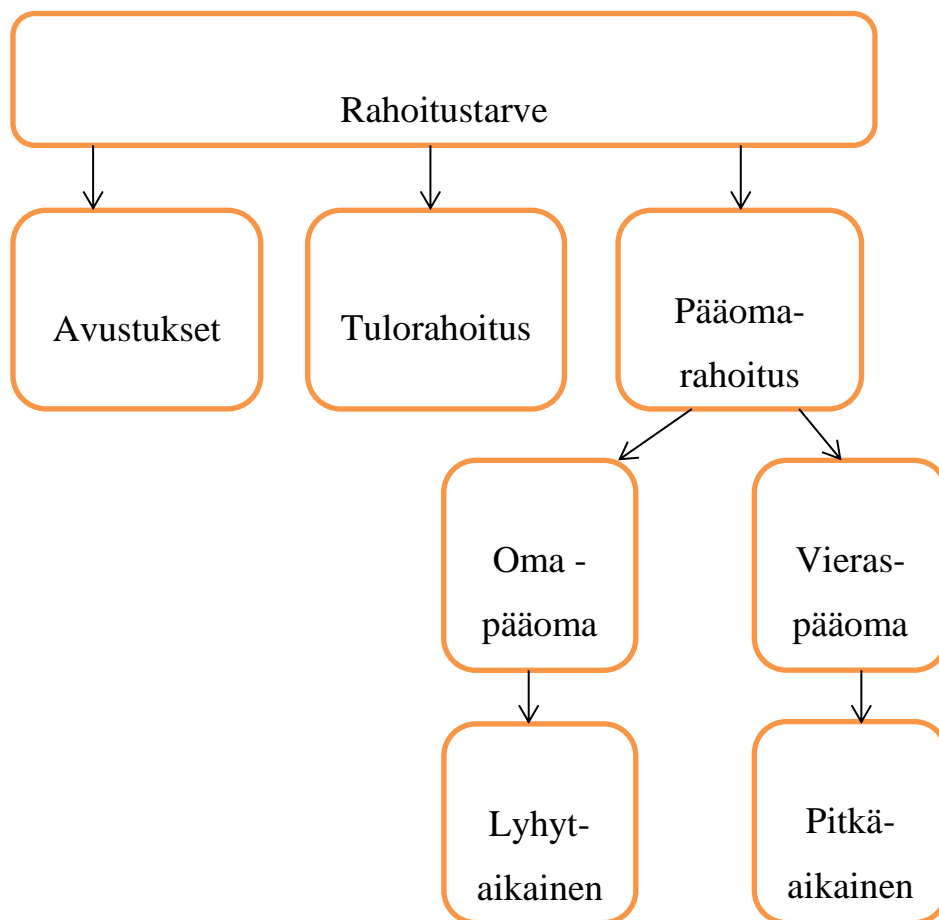 Rahoitustarve
Avustukset
Tulorahoitus
Pääoma-
rahoitus
Oma -
pääoma
Vieras-
pääoma
Lyhyt-
aikainen
Pitkä-
aikainen